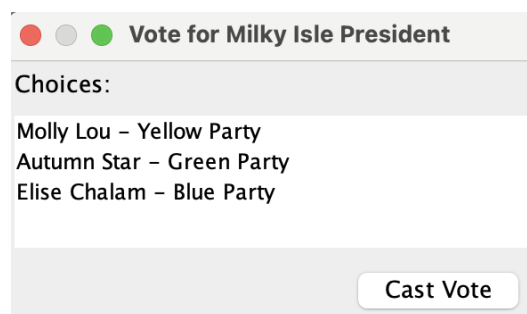 Vote for Milky Isle President
Choices:
Molly Lou – Yellow Party
Autumn Star – Green Party
Elise Chalam – Blue Party
Cast Vote